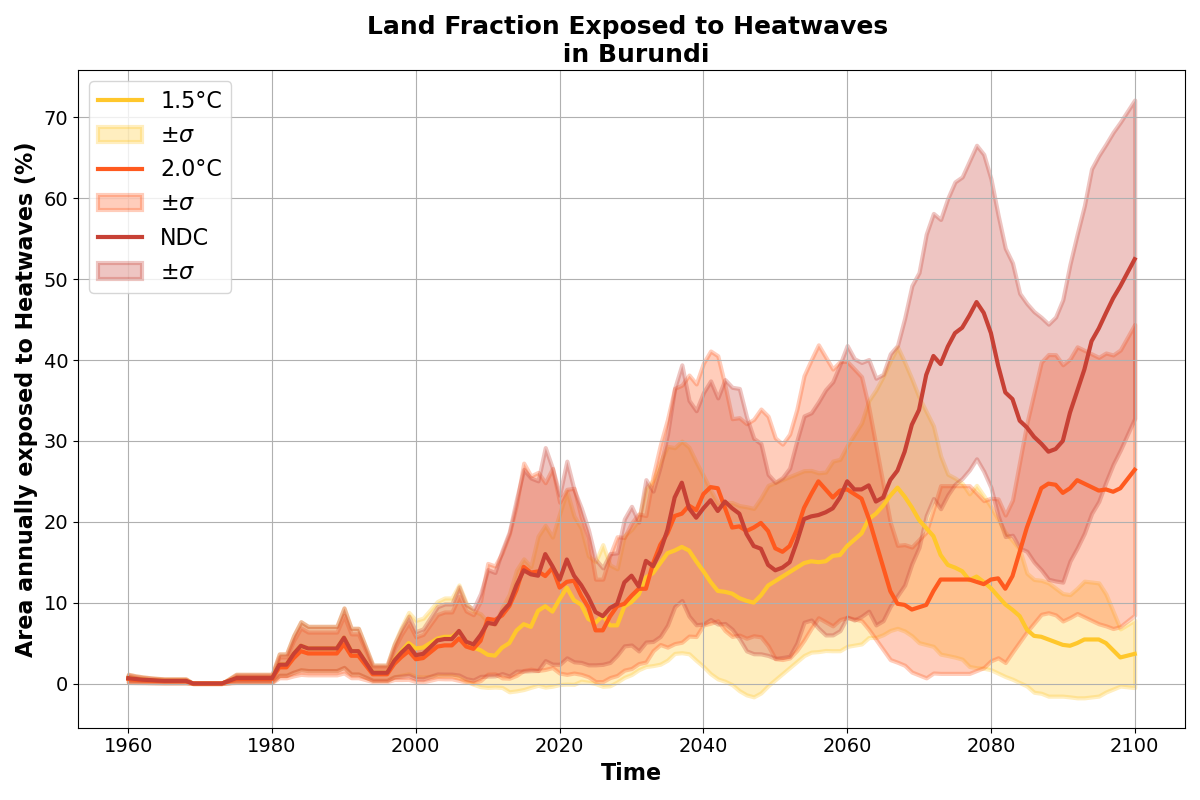 Land Fraction Exposed to Heatwaves
in Burundi
1.5°C
±σ
2.0°C
±σ
NDC
±σ
Area annually exposed to Heatwaves (%)
70
60
50
40
30
20
10
0
1960 1980 2000 2020 2040 2060 2080 2100
Time